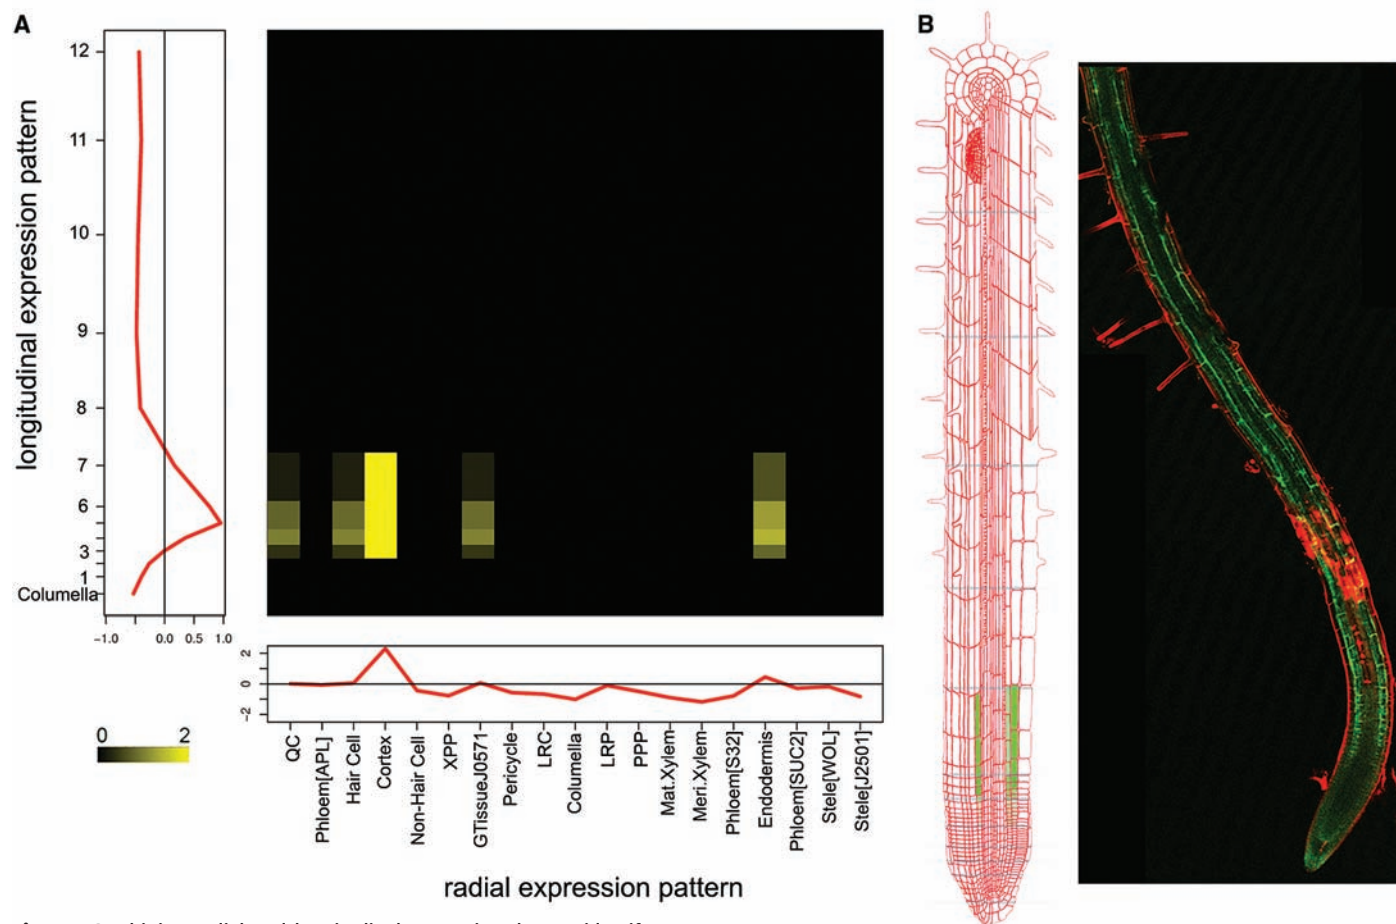 A
B
longitudinal expression pattern
12
11
10
9
8
7
6
3
1
Columella
-1.0 0.0 0.5 1.0
2
0
-2
0 2
QC
Phloem[APL]
Hair Cell
Cortex
Non-Hair Cell
XPP
GTissueJ0571
Pericycle
LRC
Columella
LRP
PPP
Mat.Xylem
Meri.Xylem
Phloem[S32]
Endodermis
Phloem[SUC2]
Stele[WOL]
Stele[J2501]
radial expression pattern